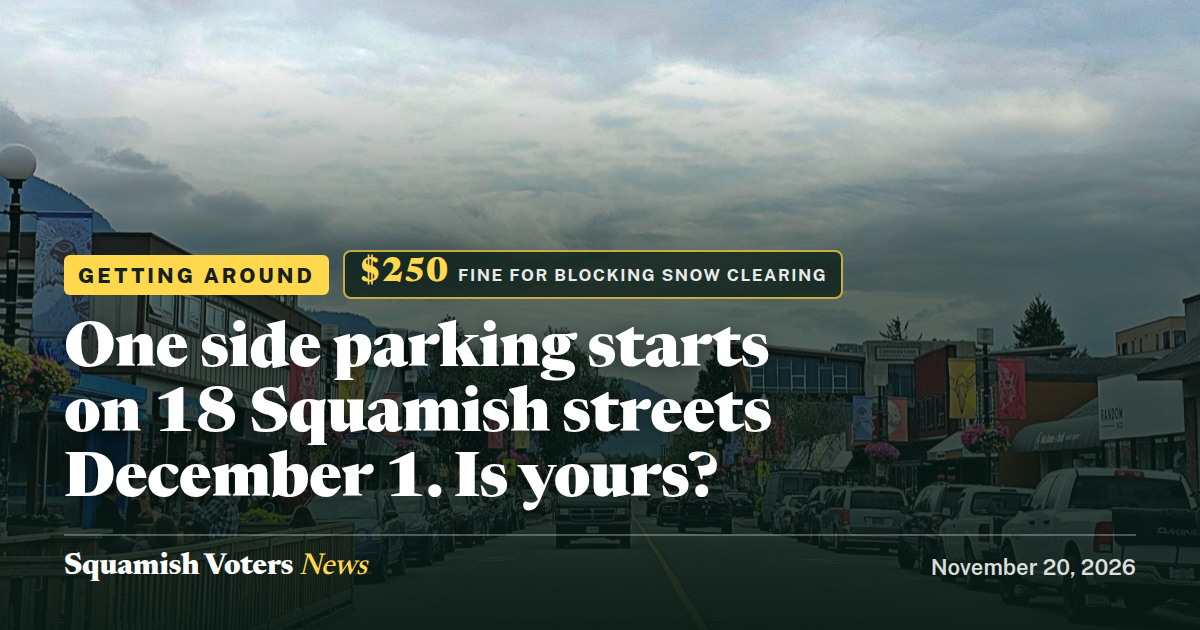 GETTING AROUND
$250 FINE FOR BLOCKING SNOW CLEARING
One side parking starts
on 18 Squamish streets
December 1. Is yours?
Squamish Voters News
November 20, 2026
RANDOM